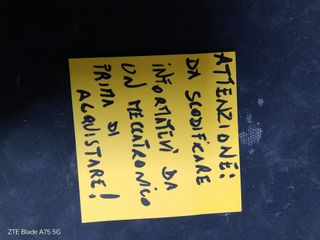 ATTENZIONE:
DA SCODIFICARE
INFORMATIVI DA
UN MECCATRONICO
PRIMA DI
ACQUISTARE!
ZTE Blade A75 5G